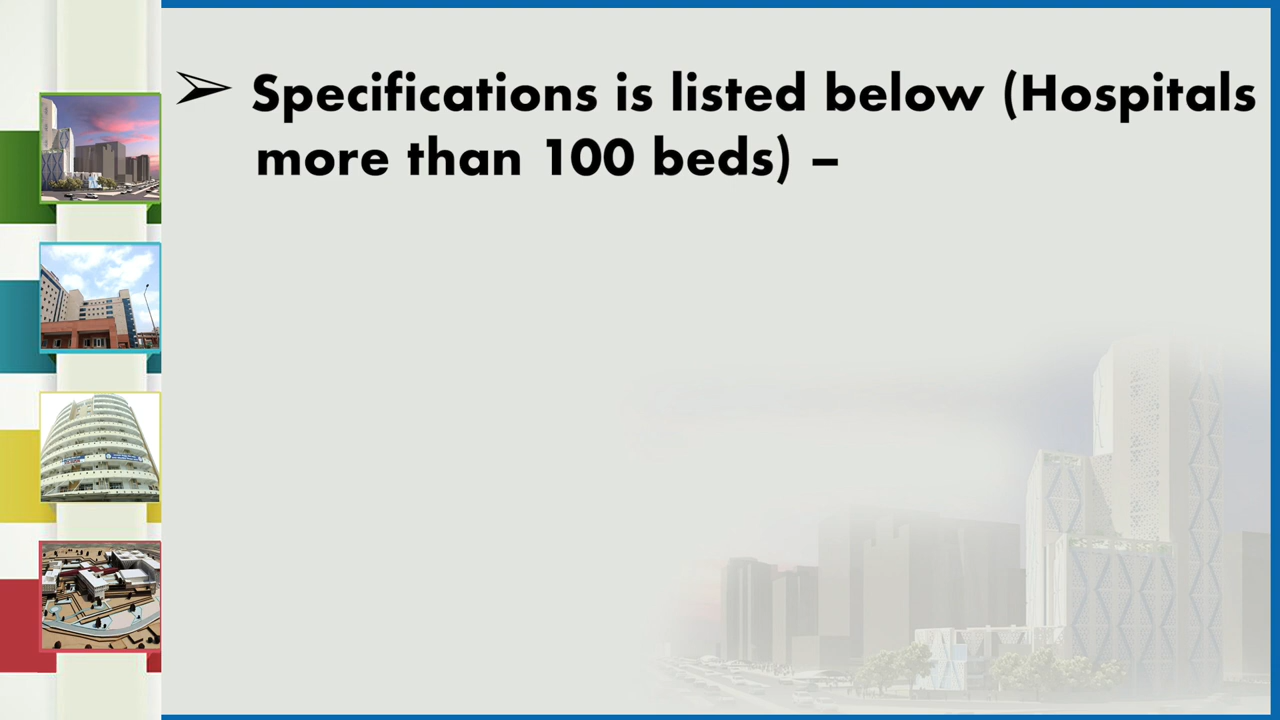 ➢ Specifications is listed below (Hospitals
more than 100 beds) –